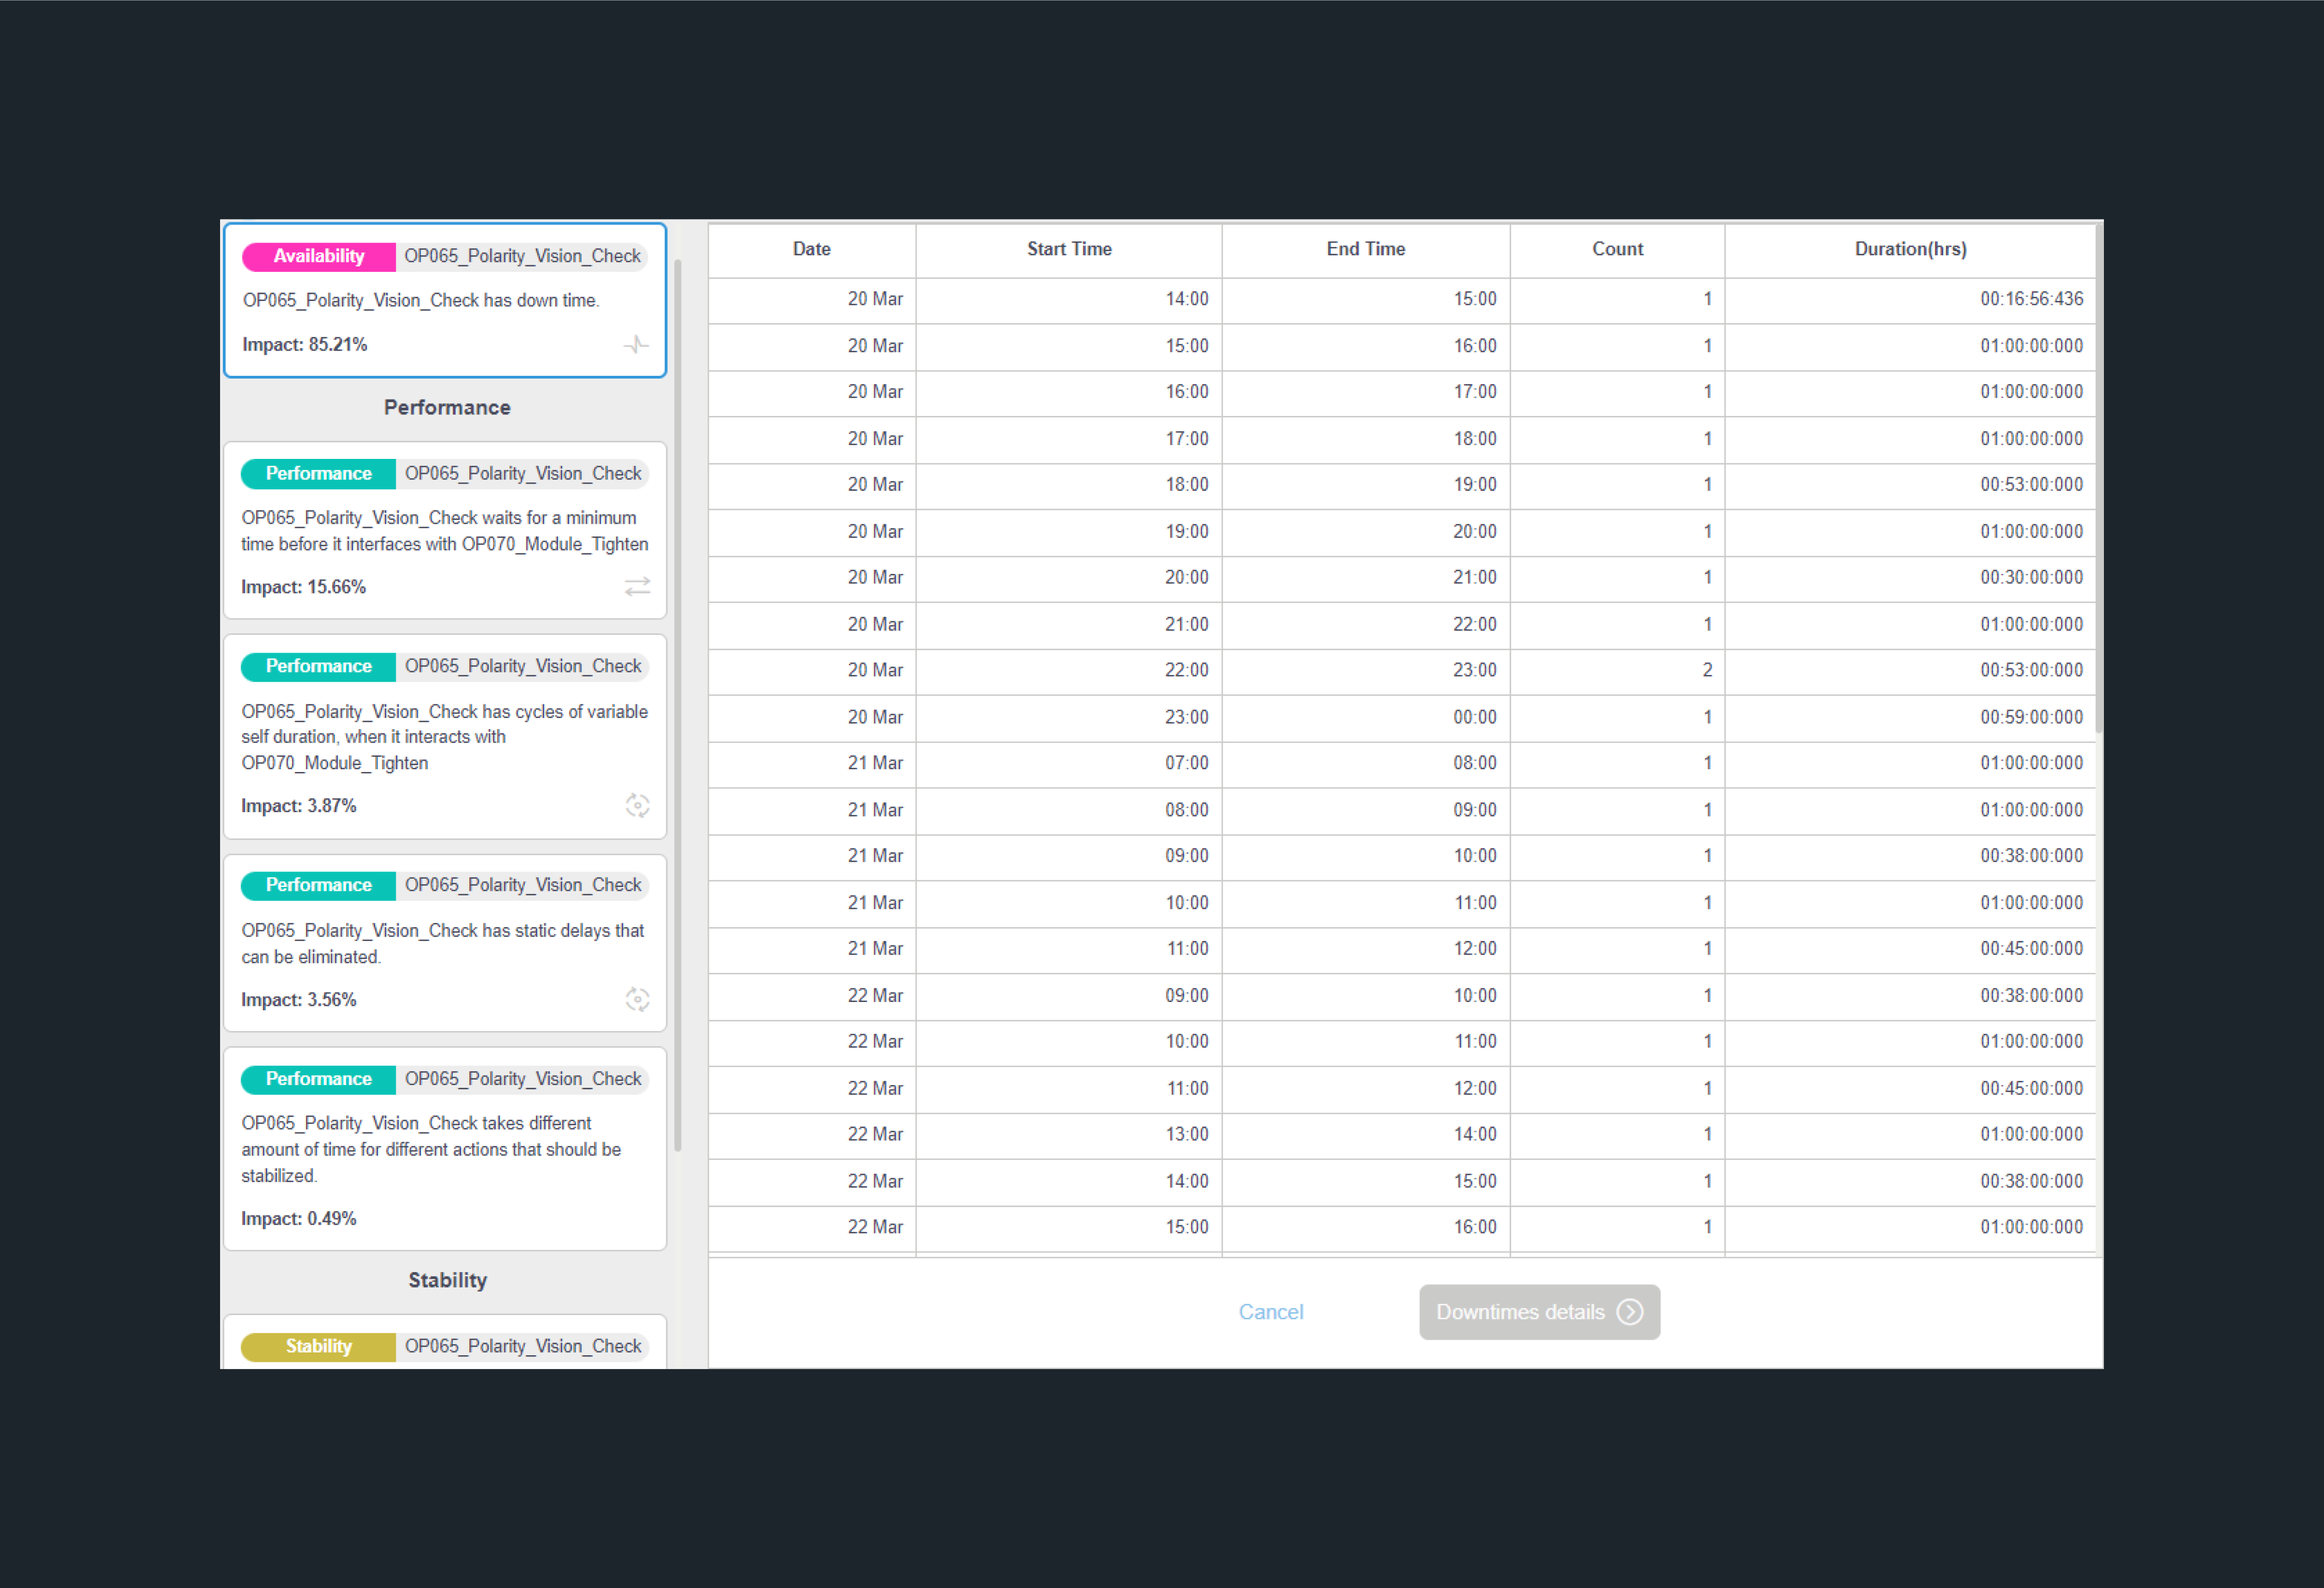 Availability OP065_Polarity_Vision_Check
OP065_Polarity_Vision_Check has down time.
Impact: 85.21%
Performance
Performance OP065_Polarity_Vision_Check
OP065_Polarity_Vision_Check waits for a minimum
time before it interfaces with OP070_Module_Tighten
Impact: 15.66%
Performance OP065_Polarity_Vision_Check
OP065_Polarity_Vision_Check has cycles of variable
self duration, when it interacts with
OP070_Module_Tighten
Impact: 3.87%
Performance OP065_Polarity_Vision_Check
OP065_Polarity_Vision_Check has static delays that
can be eliminated.
Impact: 3.56%
Performance OP065_Polarity_Vision_Check
OP065_Polarity_Vision_Check takes different
amount of time for different actions that should be
stabilized.
Impact: 0.49%
Stability
Stability OP065_Polarity_Vision_Check
Date Start Time End Time Count Duration(hrs)
20 Mar 14:00 15:00 1 00:16:56:436
20 Mar 15:00 16:00 1 01:00:00:000
20 Mar 16:00 17:00 1 01:00:00:000
20 Mar 17:00 18:00 1 01:00:00:000
20 Mar 18:00 19:00 1 00:53:00:000
20 Mar 19:00 20:00 1 01:00:00:000
20 Mar 20:00 21:00 1 00:30:00:000
20 Mar 21:00 22:00 1 01:00:00:000
20 Mar 22:00 23:00 2 00:53:00:000
20 Mar 23:00 00:00 1 00:59:00:000
21 Mar 07:00 08:00 1 01:00:00:000
21 Mar 08:00 09:00 1 01:00:00:000
21 Mar 09:00 10:00 1 00:38:00:000
21 Mar 10:00 11:00 1 01:00:00:000
21 Mar 11:00 12:00 1 00:45:00:000
22 Mar 09:00 10:00 1 00:38:00:000
22 Mar 10:00 11:00 1 01:00:00:000
22 Mar 11:00 12:00 1 00:45:00:000
22 Mar 13:00 14:00 1 01:00:00:000
22 Mar 14:00 15:00 1 00:38:00:000
22 Mar 15:00 16:00 1 01:00:00:000
Cancel Downtimes details